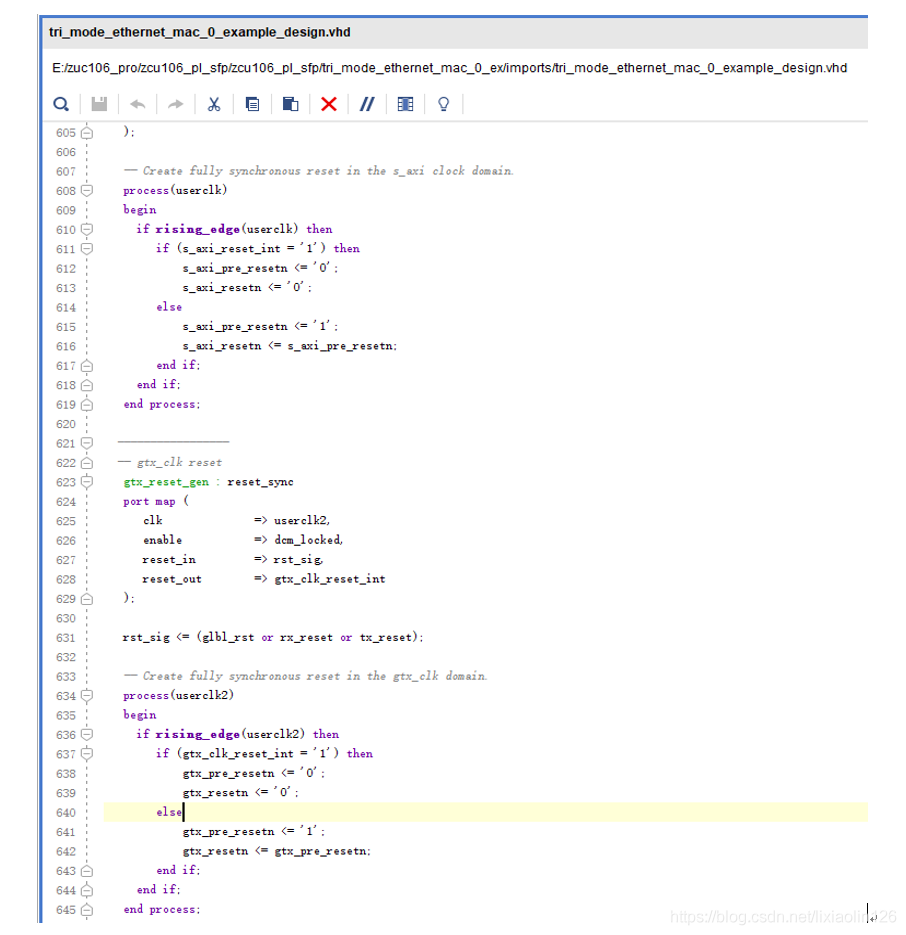 tri_mode_ethernet_mac_0_example_design.vhd
E:/zuc106_pro/zcu106_pl_sfp/zcu106_pl_sfp/tri_mode_ethernet_mac_0_ex/imports/tri_mode_ethernet_mac_0_example_design.vhd
605 );
606
607 -- Create fully synchronous reset in the s_axi clock domain.
608 process(userclk)
609 begin
610 if rising_edge(userclk) then
611 if (s_axi_reset_int = '1') then
612 s_axi_pre_resetn <= '0';
613 s_axi_resetn <= '0';
614 else
615 s_axi_pre_resetn <= '1';
616 s_axi_resetn <= s_axi_pre_resetn;
617 end if;
618 end if;
619 end process;
620
621 -----------------
622 -- gtx_clk reset
623 gtx_reset_gen : reset_sync
624 port map (
625 clk => userclk2,
626 enable => dcm_locked,
627 reset_in => rst_sig,
628 reset_out => gtx_clk_reset_int
629 );
630
631 rst_sig <= (glbl_rst or rx_reset or tx_reset);
632
633 -- Create fully synchronous reset in the gtx_clk domain.
634 process(userclk2)
635 begin
636 if rising_edge(userclk2) then
637 if (gtx_clk_reset_int = '1') then
638 gtx_pre_resetn <= '0';
639 gtx_resetn <= '0';
640 else
641 gtx_pre_resetn <= '1';
642 gtx_resetn <= gtx_pre_resetn;
643 end if;
644 end if;
645 end process;